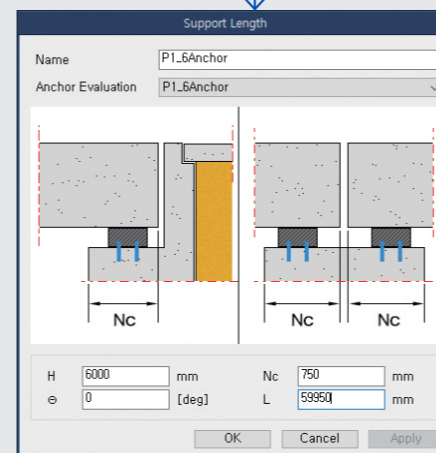 Support Length
Name P1_6Anchor
Anchor Evaluation P1_6Anchor
Nc Nc Nc
H 6000 mm Nc 750 mm
Θ 0 [deg] L 59950 mm
OK Cancel Apply